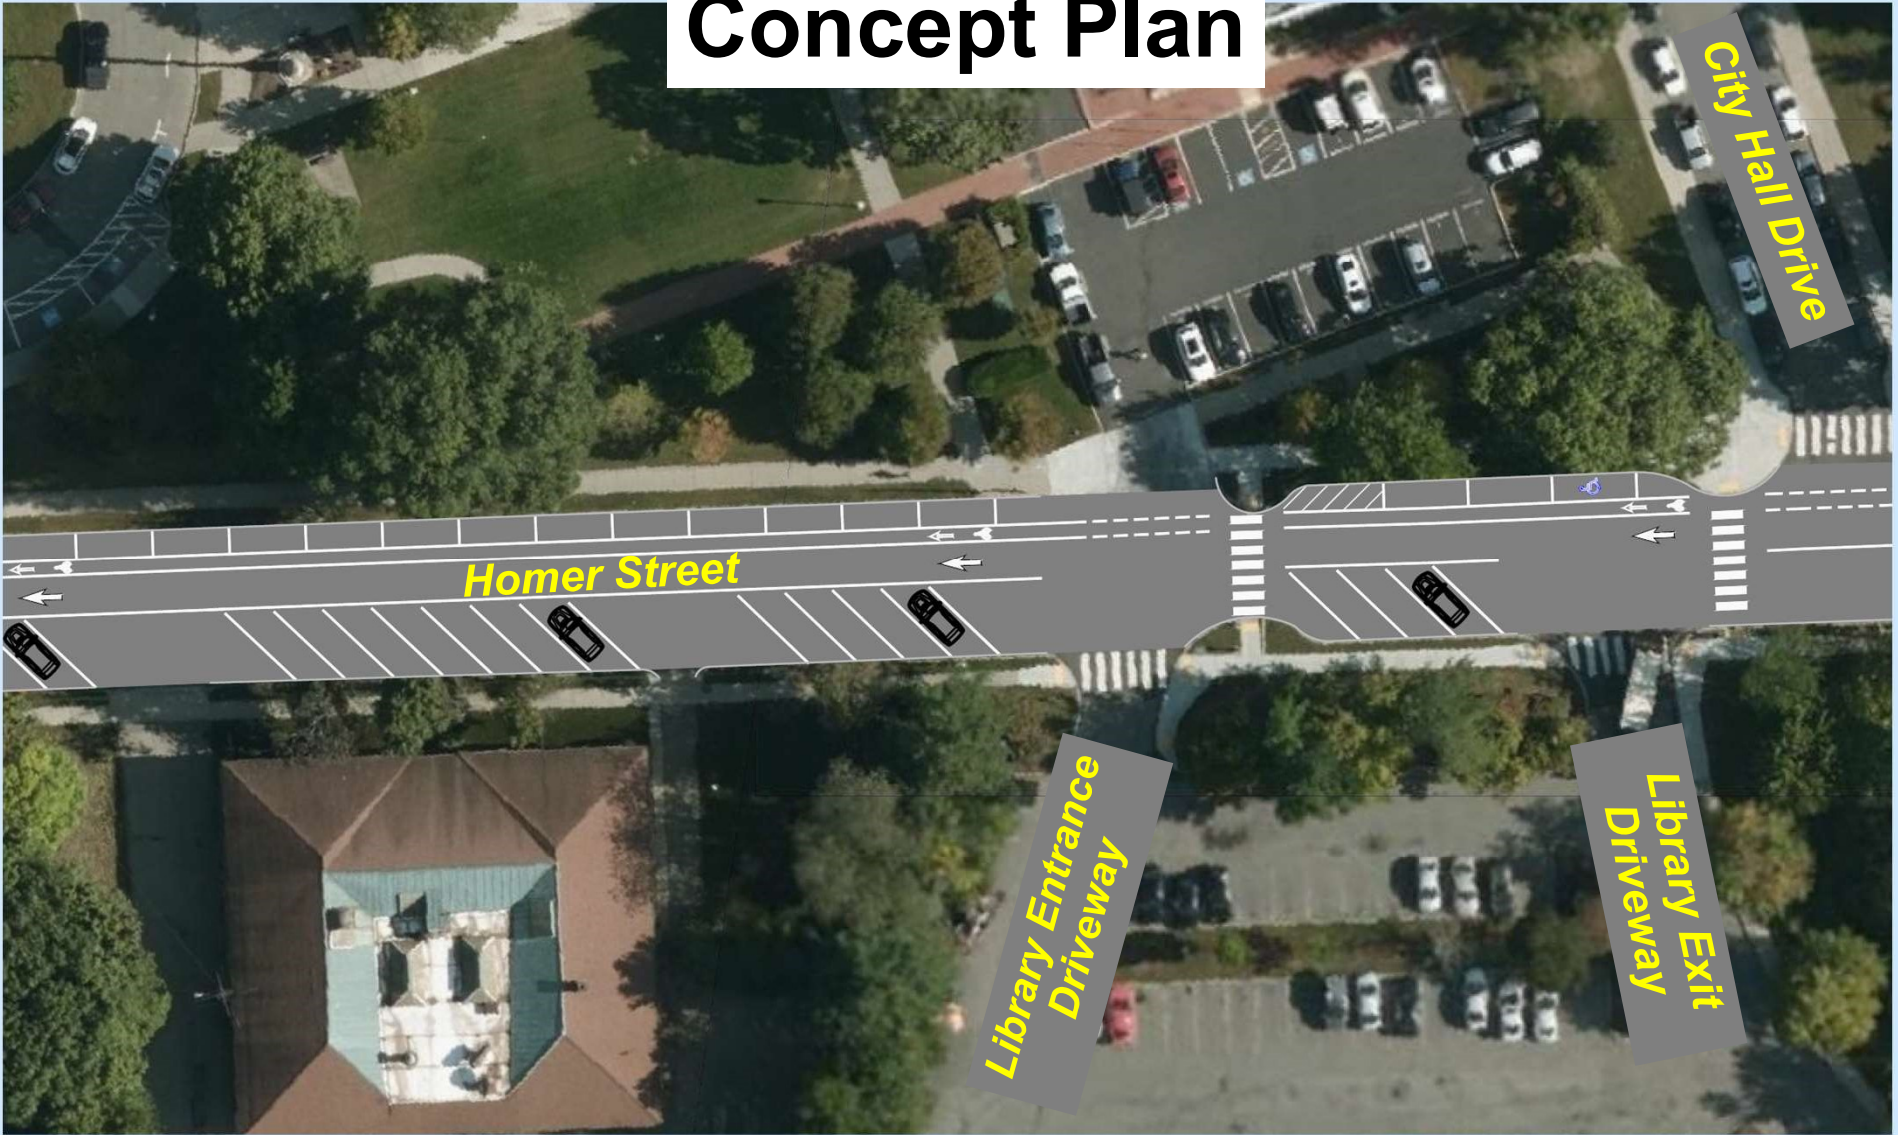 Concept Plan
City Hall Drive
Homer Street
Library Entrance
Driveway
Library Exit
Driveway